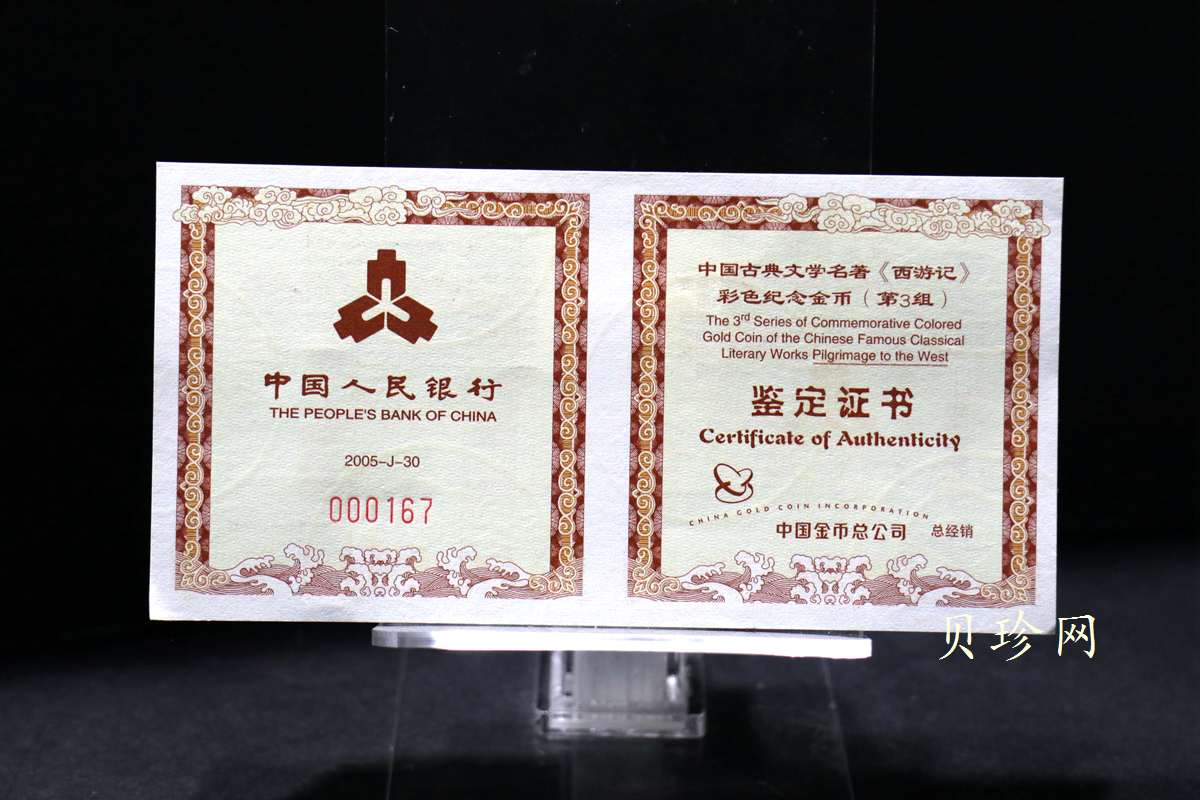 中国人民银行
THE PEOPLE'S BANK OF CHINA
2005-J-30
000167
中国古典文学名著《西游记》
彩色纪念金币（第3组）
The 3rd Series of Commemorative Colored
Gold Coin of the Chinese Famous Classical
Literary Works Pilgrimage to the West
鉴定证书
Certificate of Authenticity
CHINA GOLD COIN INCORPORATION
中国金币总公司 总经销
贝珍网